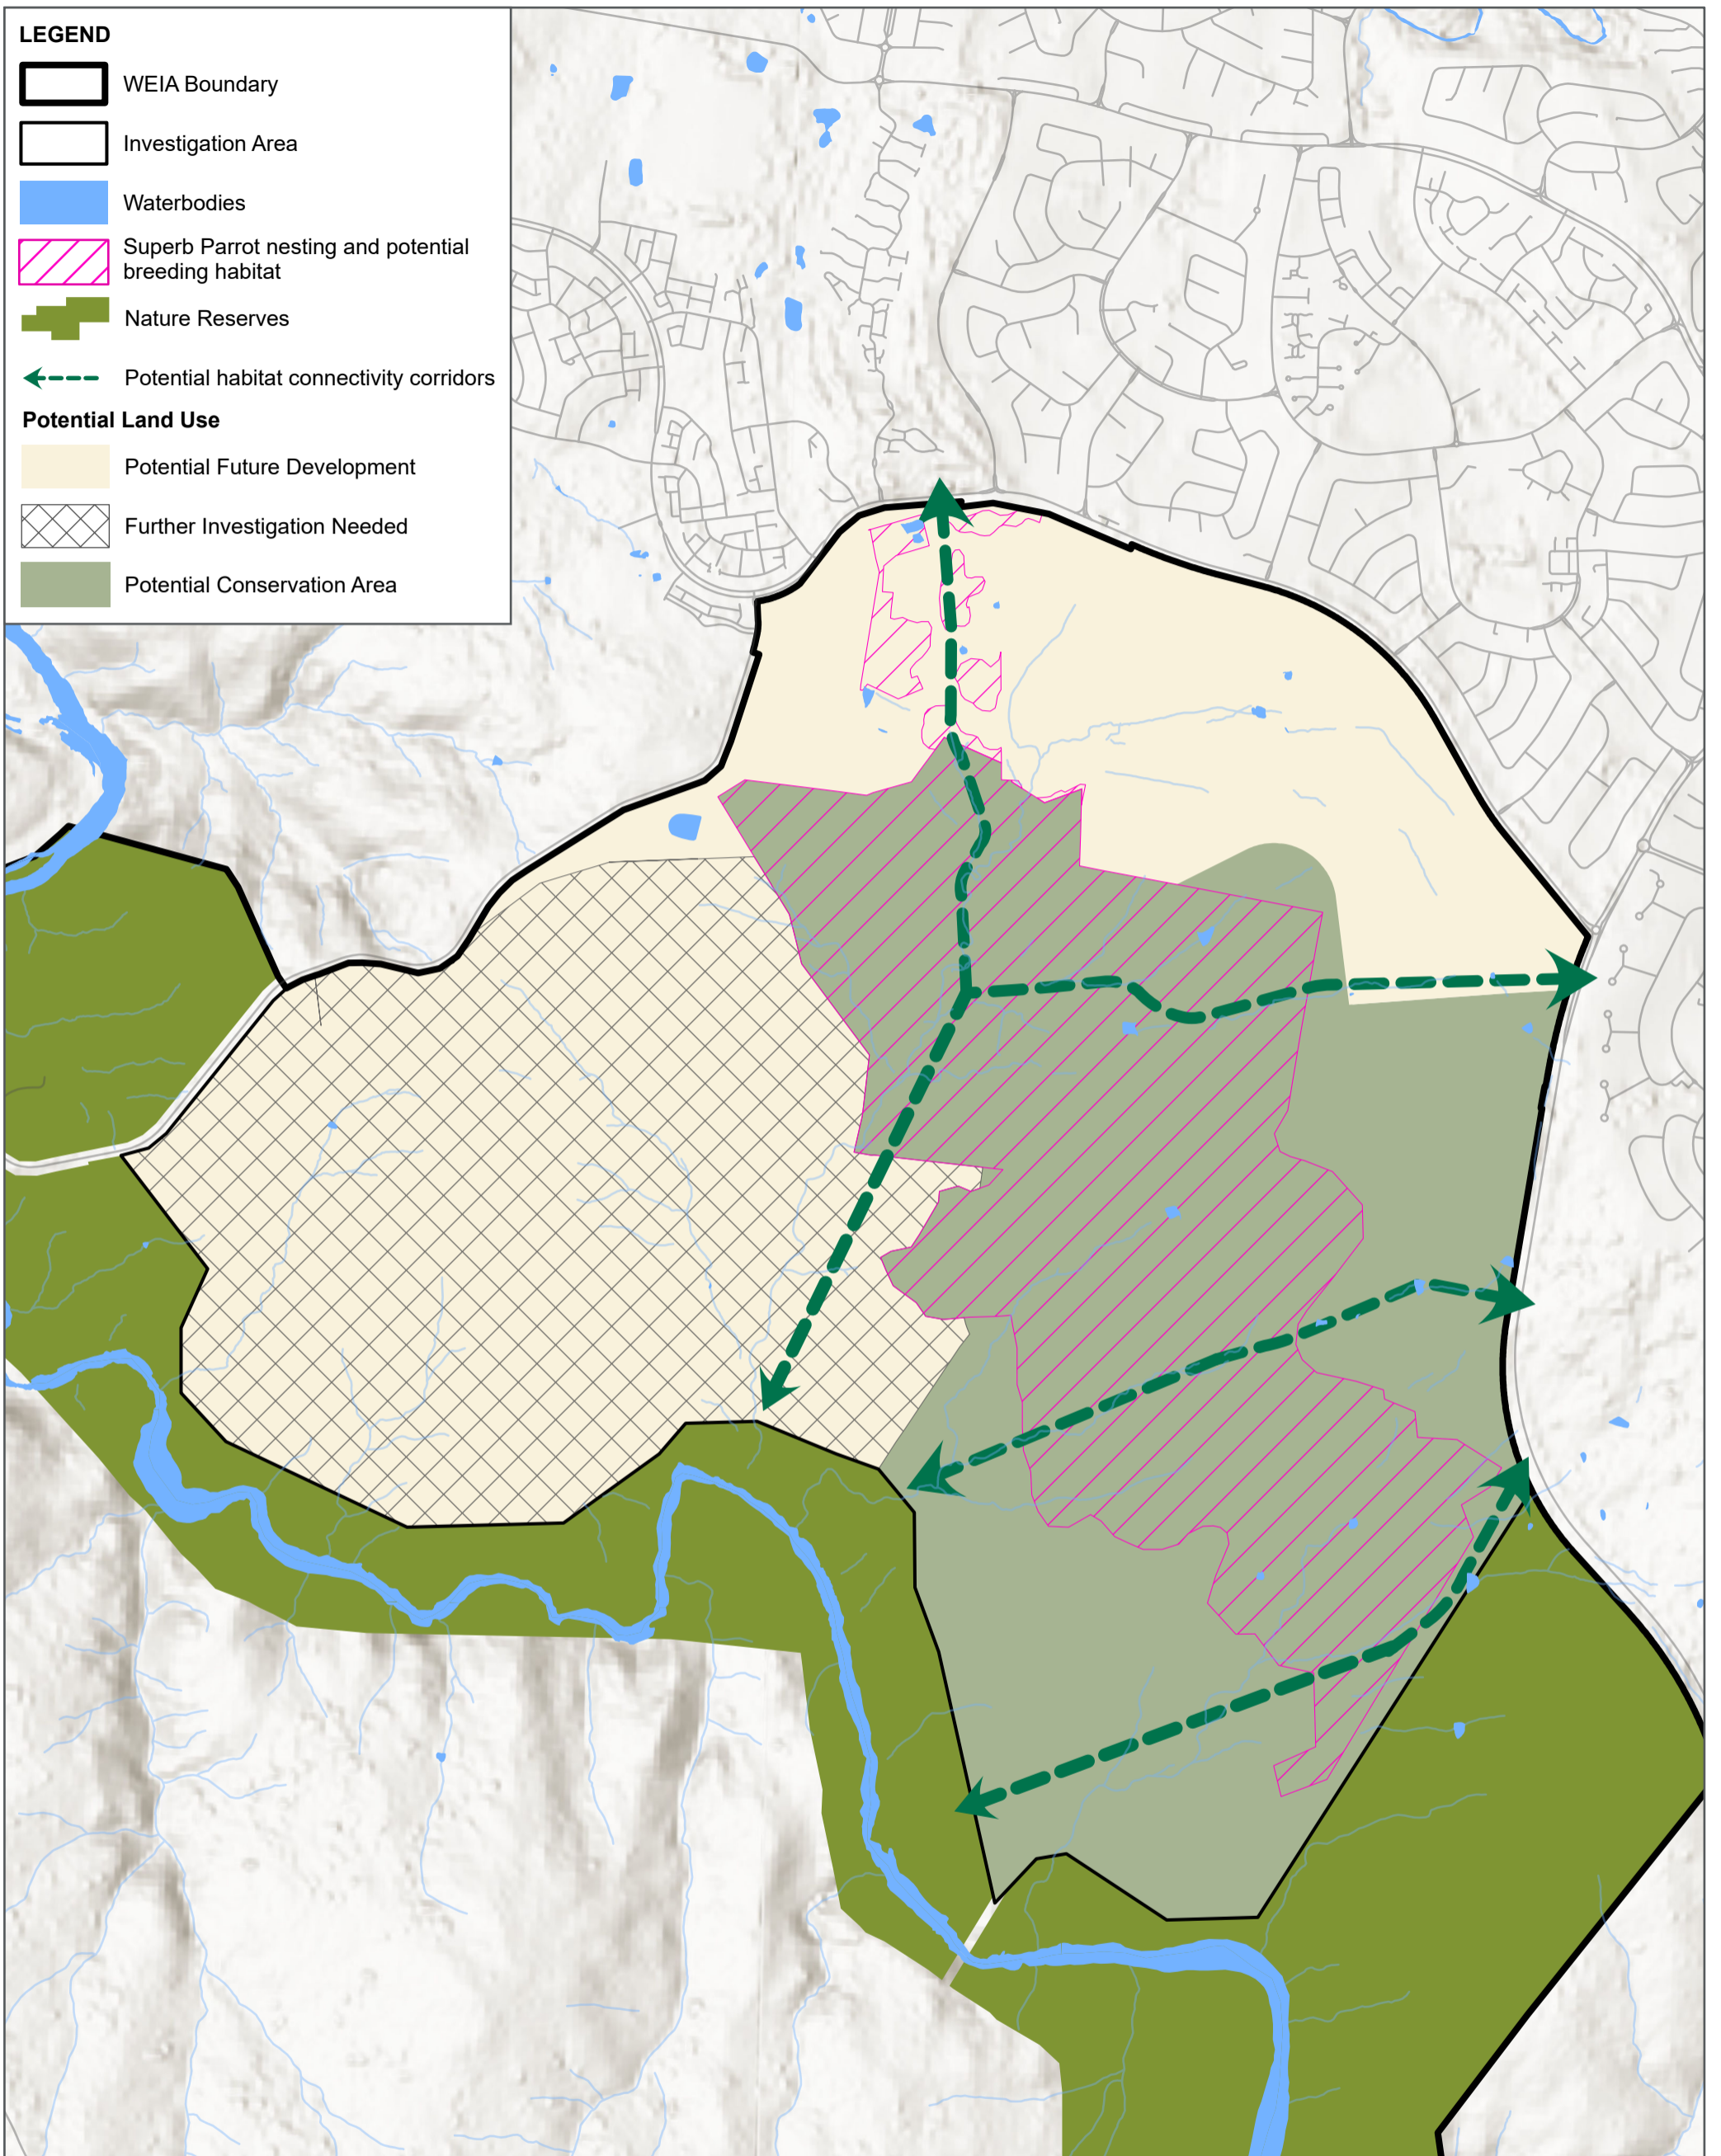 LEGEND
WEIA Boundary
Investigation Area
Waterbodies
Superb Parrot nesting and potential
breeding habitat
Nature Reserves
Potential habitat connectivity corridors
Potential Land Use
Potential Future Development
Further Investigation Needed
Potential Conservation Area